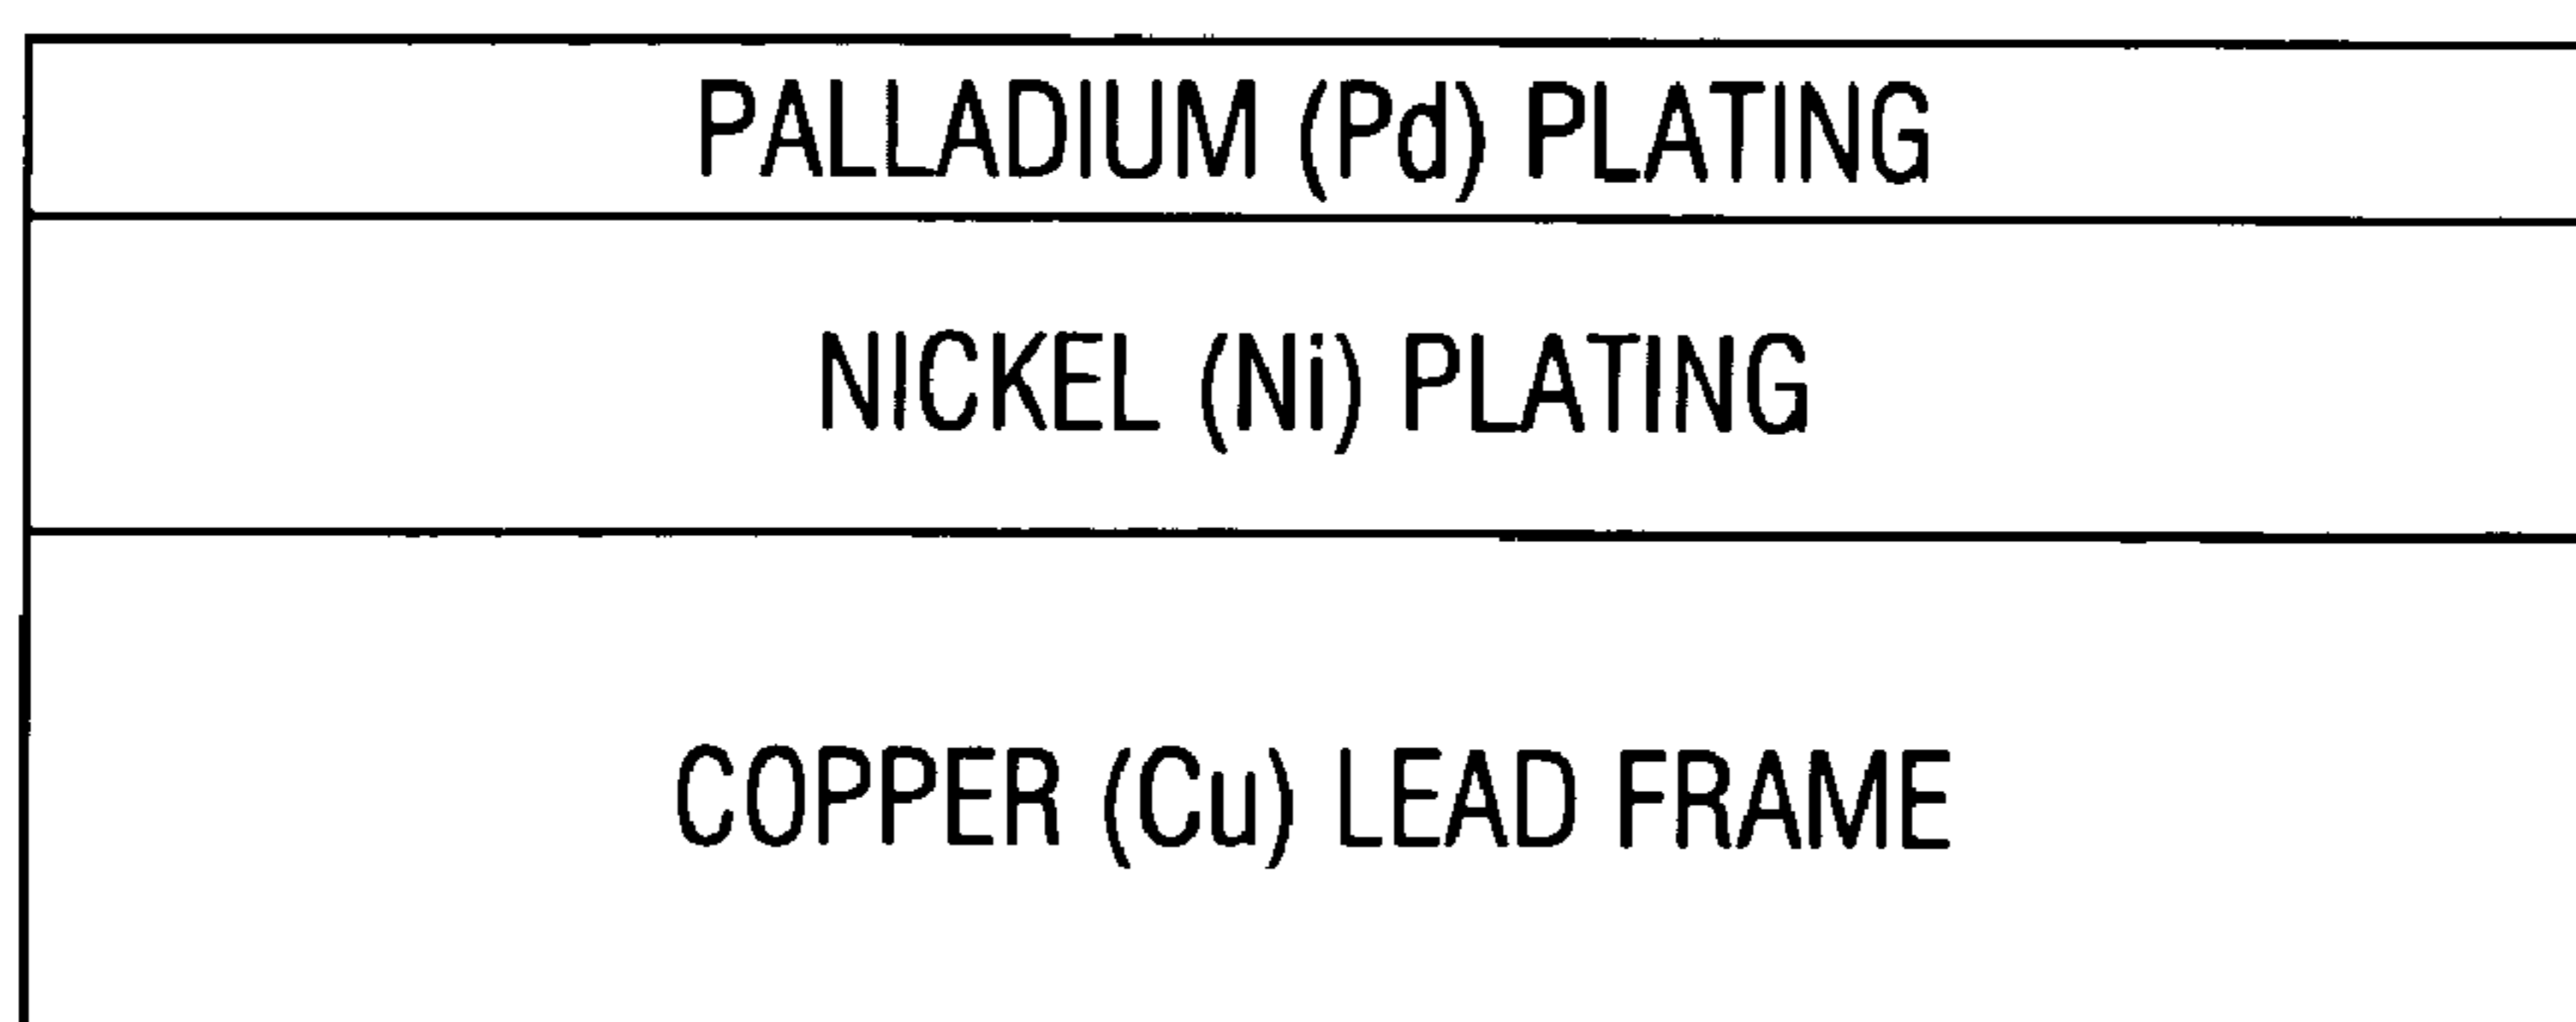 PALLADIUM (Pd) PLATING
NICKEL (Ni) PLATING
COPPER (Cu) LEAD FRAME